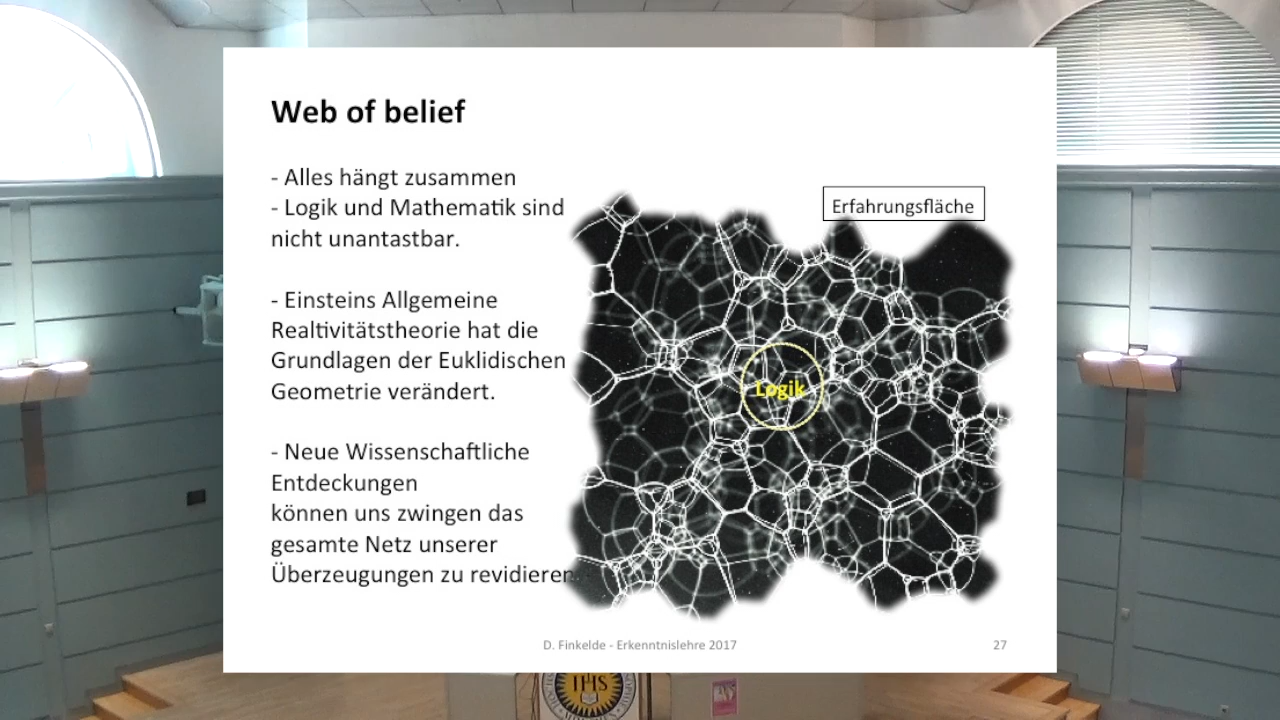 Web of belief
- Alles hängt zusammen
- Logik und Mathematik sind
nicht unantastbar.
- Einsteins Allgemeine
Realtivitätstheorie hat die
Grundlagen der Euklidischen
Geometrie verändert.
- Neue Wissenschaftliche
Entdeckungen
können uns zwingen das
gesamte Netz unserer
Überzeugungen zu revidieren
Erfahrungsfläche
Logik
D. Finkelde - Erkenntnislehre 2017
27
IHS